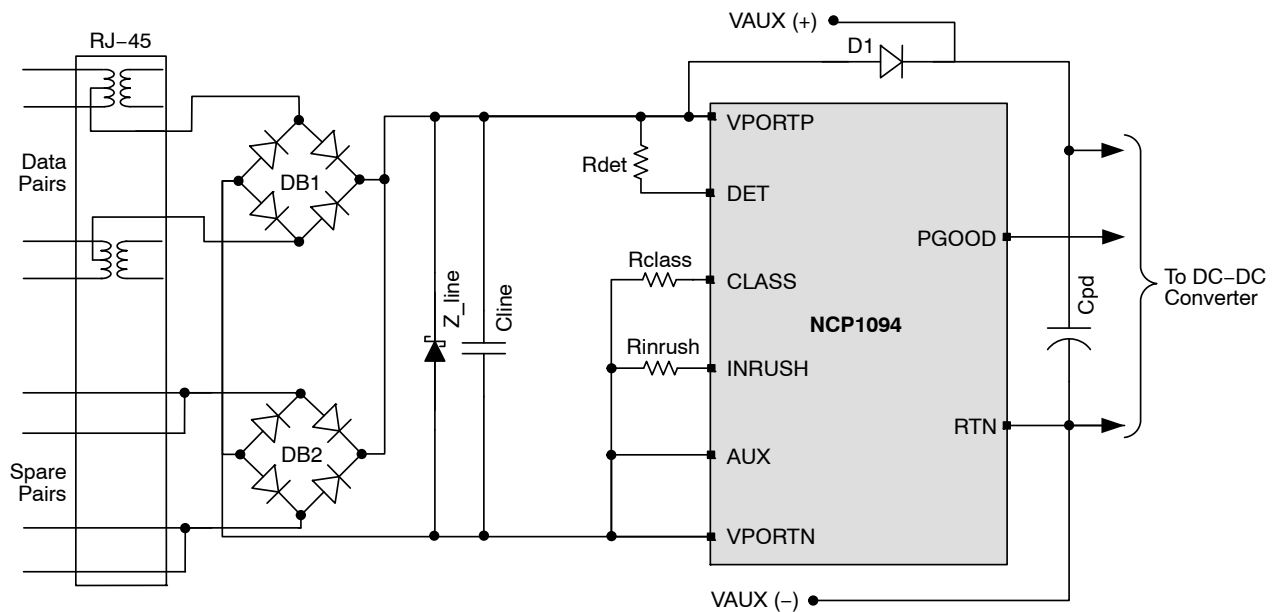 VAUX (+)
RJ−45
D1
VPORTP
Data
Pairs
Rdet
DB1
DET
PGOOD
Rclass
CLASS
To DC−DC
Converter
Z_line
Cline
Cpd
NCP1094
Rinrush
INRUSH
RTN
DB2
AUX
Spare
Pairs
VPORTN
VAUX (−)